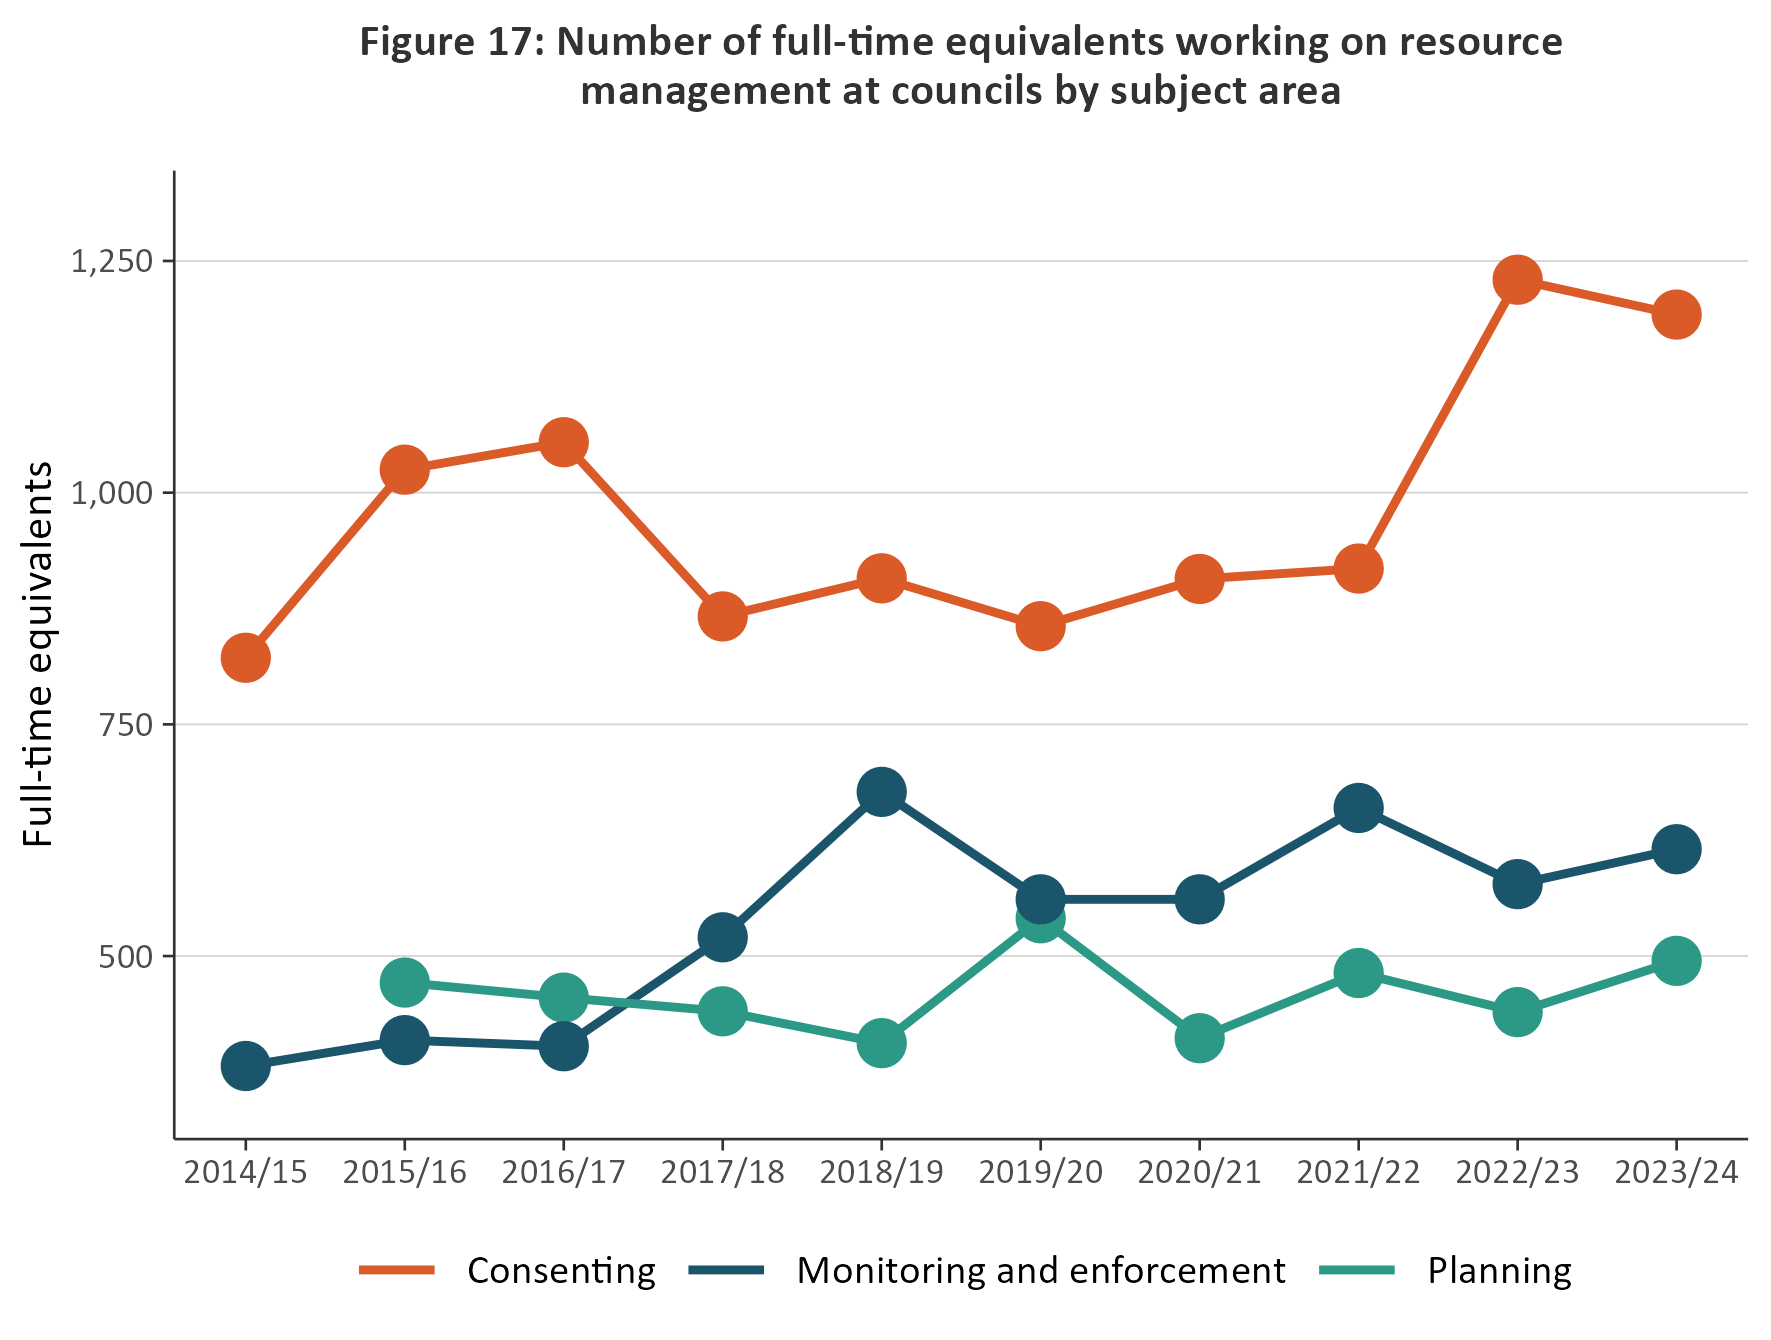 Figure 17: Number of full-time equivalents working on resource
management at councils by subject area
Full-time equivalents
1,250
1,000
750
500
2014/15 2015/16 2016/17 2017/18 2018/19 2019/20 2020/21 2021/22 2022/23 2023/24
Consenting Monitoring and enforcement Planning